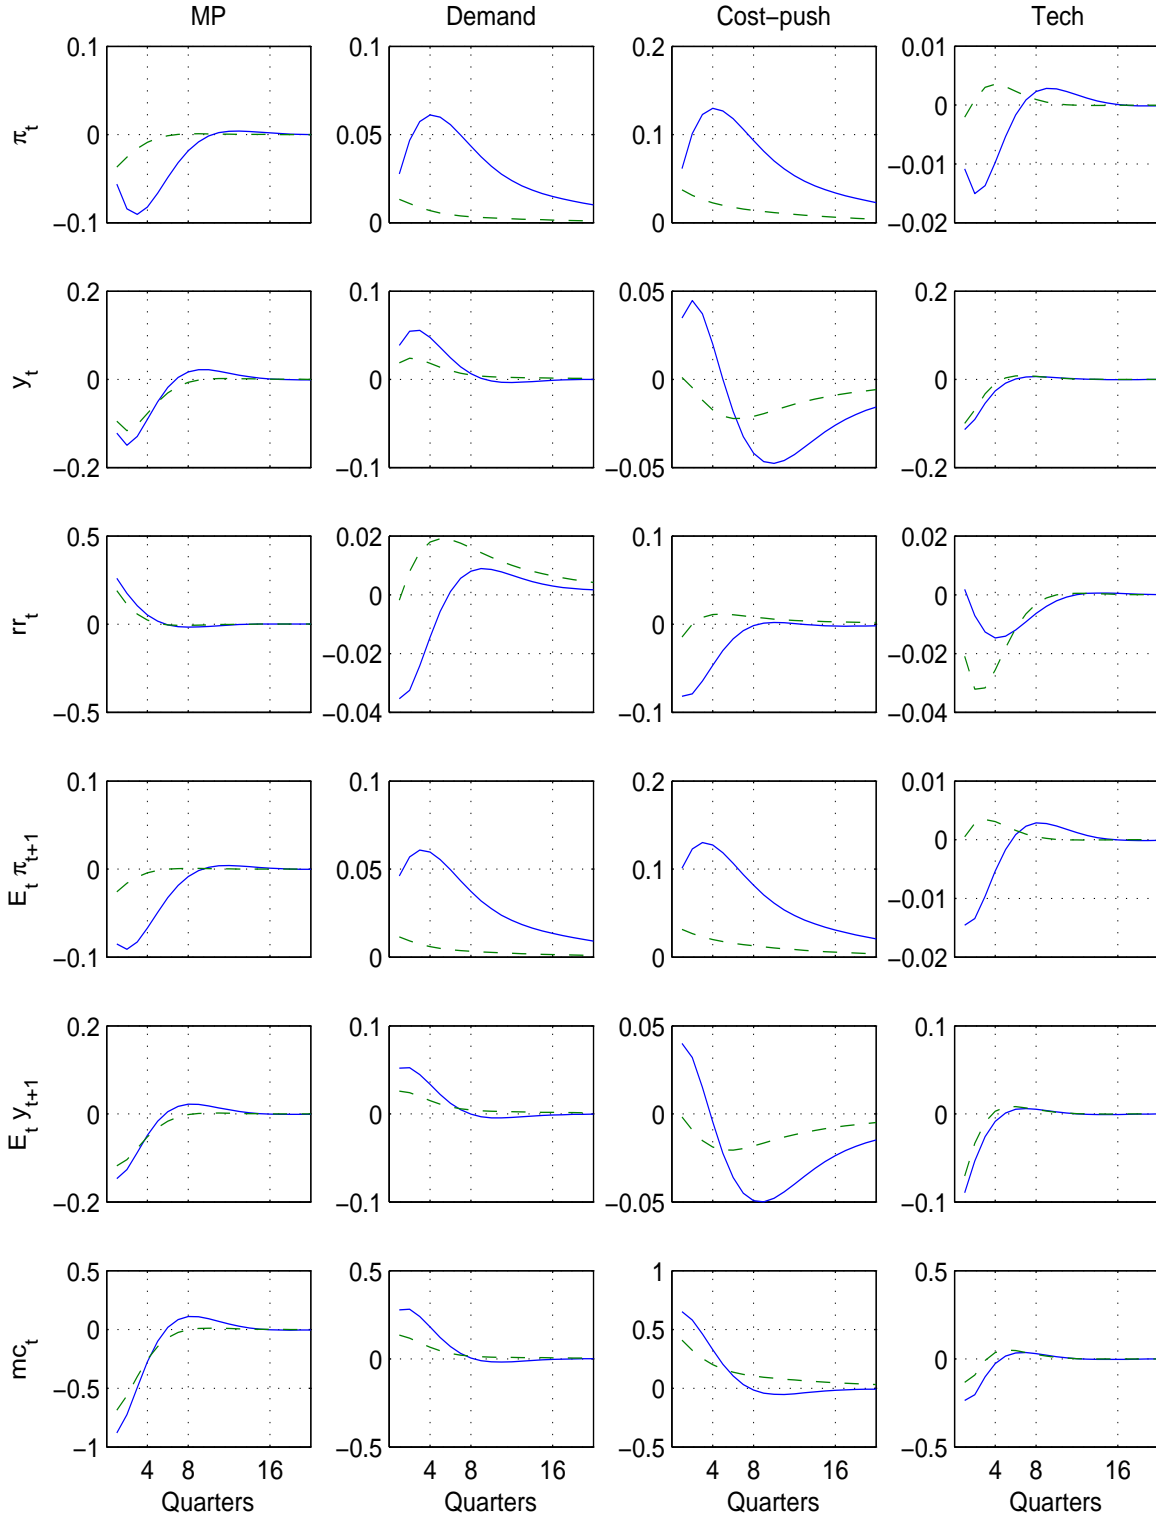 MP Demand Cost–push Tech
π_t 0.1 0 −0.1 0.1 0.05 0 0.2 0.1 0 0.01 0 −0.01 −0.02
y_t 0.2 0 −0.2 0.1 0 −0.1 0.05 0 −0.05 0.2 0 −0.2
rr_t 0.5 0 −0.5 0.02 0 −0.02 −0.04 0.1 0 −0.1 0.02 0 −0.02 −0.04
E_t π_{t+1} 0.1 0 −0.1 0.1 0.05 0 0.2 0.1 0 0.01 0 −0.01 −0.02
E_t y_{t+1} 0.2 0 −0.2 0.1 0 −0.1 0.05 0 −0.05 0.1 0 −0.1
mc_t 0.5 0 −0.5 −1 0.5 0 −0.5 1 0.5 0 −0.5 0.5 0 −0.5
4 8 16 4 8 16 4 8 16 4 8 16
Quarters Quarters Quarters Quarters